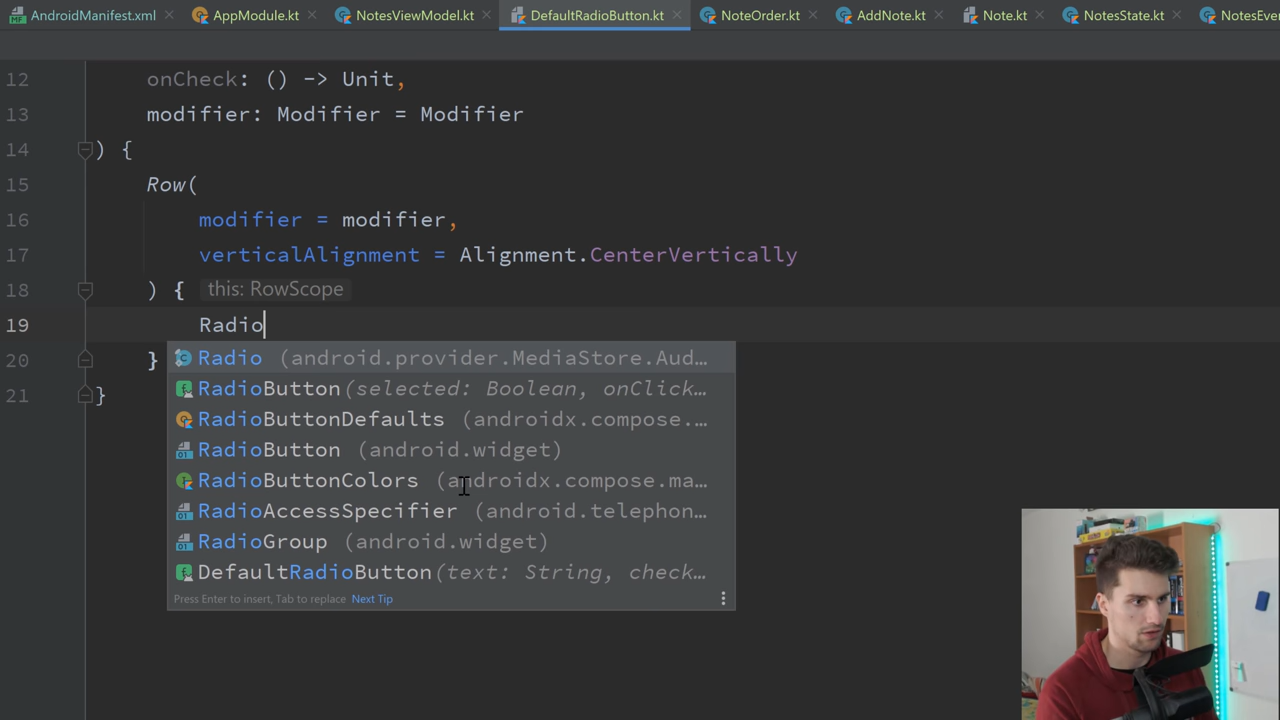 AndroidManifest.xml AppModule.kt NotesViewModel.kt DefaultRadioButton.kt NoteOrder.kt AddNote.kt Note.kt NotesState.kt NotesEver
12 onCheck: () -> Unit,
13 modifier: Modifier = Modifier
14 ) {
15 Row(
16 modifier = modifier,
17 verticalAlignment = Alignment.CenterVertically
18 ) { this: RowScope
19 Radio
Radio (android.provider.MediaStore.Aud…
20 }
RadioButton(selected: Boolean, onClick…
21 }
RadioButtonDefaults (androidx.compose.…
RadioButton (android.widget)
RadioButtonColors (androidx.compose.ma…
RadioAccessSpecifier (android.telephon…
RadioGroup (android.widget)
DefaultRadioButton(text: String, check…
Press Enter to insert, Tab to replace Next Tip